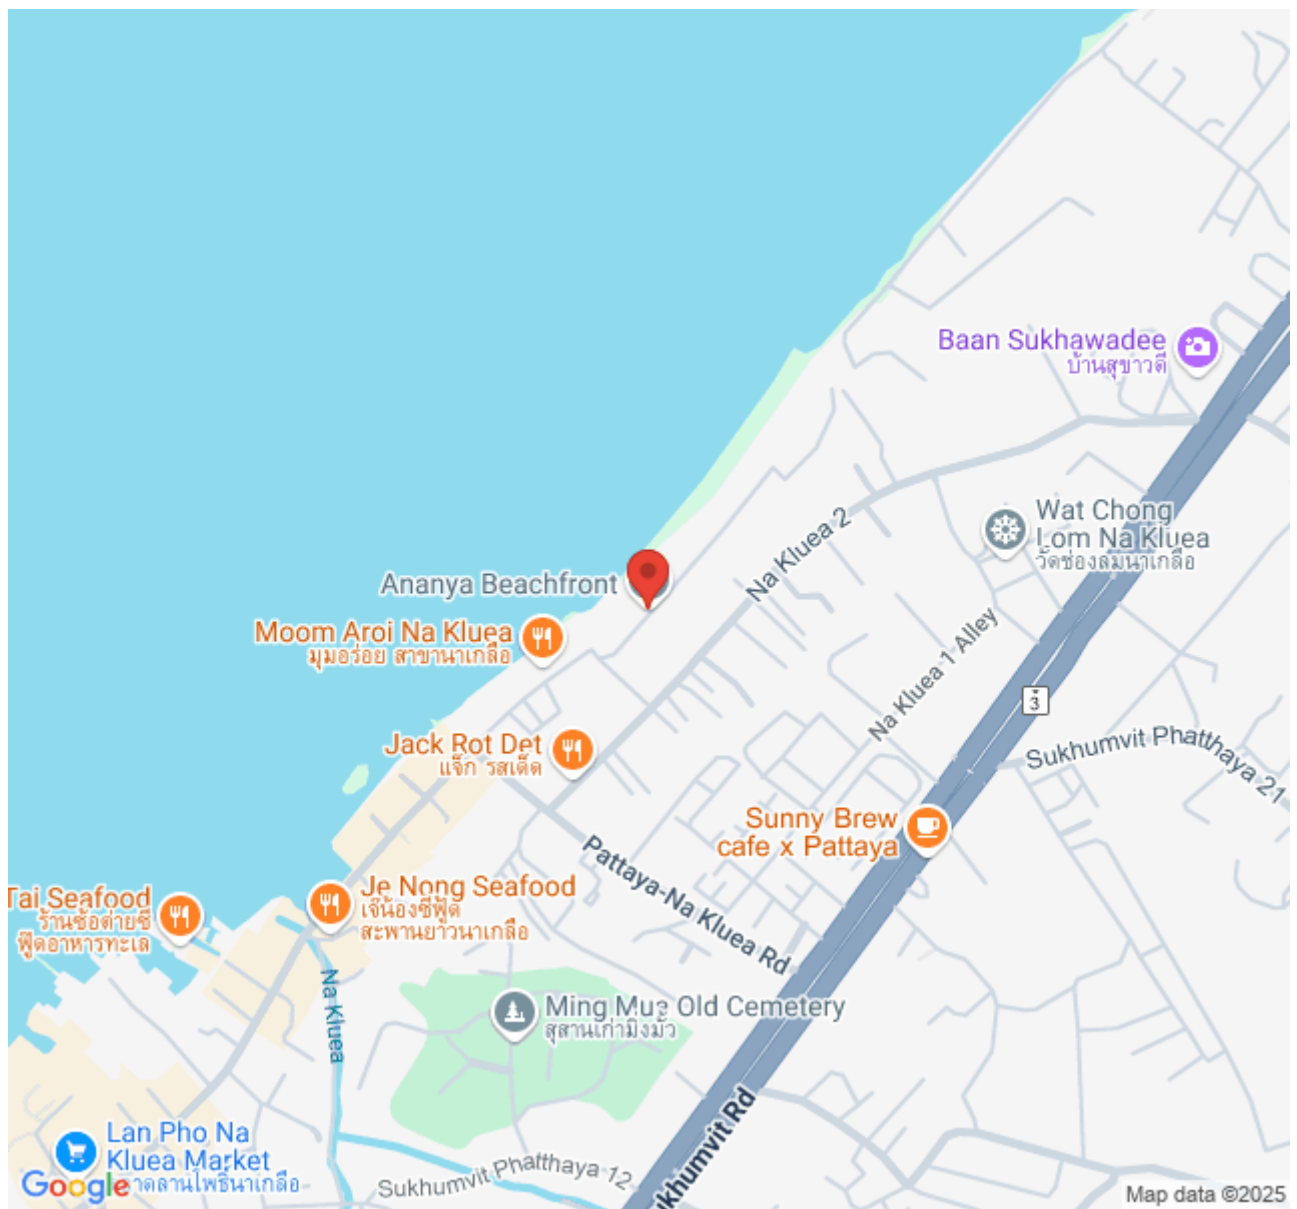 Baan Sukhawadee
บ้านสุขาวดี
Na Kluea 2
Wat Chong
Lom Na Kluea
วัดช่องลมนาเกลือ
Ananya Beachfront
Moom Aroi Na Kluea
มุมอร่อย สาขานาเกลือ
Na Kluea 1 Alley
3
Jack Rot Det
แจ็ก รสเด็ด
Sukhumvit Phatthaya 21
Sunny Brew
cafe x Pattaya
Pattaya-Na Kluea Rd
Tai Seafood
ร้านซ้อต่ายซี
ฟู๊ดอาหารทะเล
Je Nong Seafood
เจ๊น้องซีฟู้ด
สะพานยาวนาเกลือ
Na Kluea
Ming Mua Old Cemetery
สุสานเก่ามิ่งมั่ว
Sukhumvit Rd
Lan Pho Na
Kluea Market
าดลานโพธิ์นาเกลือ
Sukhumvit Phatthaya 12
Google
Map data ©2025